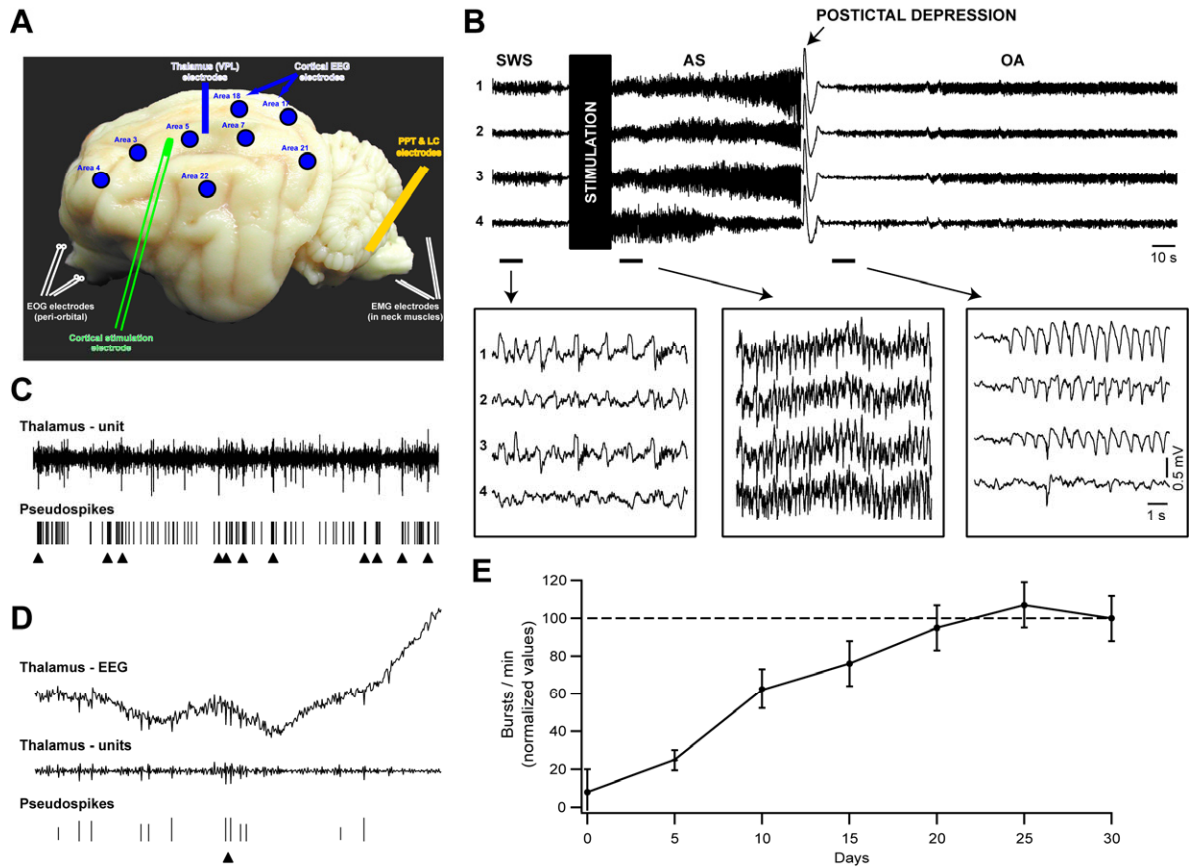 A
Thalamus (VPL)
electrodes
Cortical EEG
electrodes
Area 18
Area 17
Area 5
Area 7
Area 3
Area 4
Area 21
Area 22
PPT & LC
electrodes
EOG electrodes
(peri-orbital)
Cortical stimulation
electrode
EMG electrodes
(in neck muscles)
B
POSTICTAL DEPRESSION
SWS
AS
OA
STIMULATION
1
2
3
4
10 s
1
2
3
4
0.5 mV
1 s
C
Thalamus - unit
Pseudospikes
D
Thalamus - EEG
Thalamus - units
Pseudospikes
E
Bursts / min
(normalized values)
120
100
80
60
40
20
0
0 5 10 15 20 25 30
Days